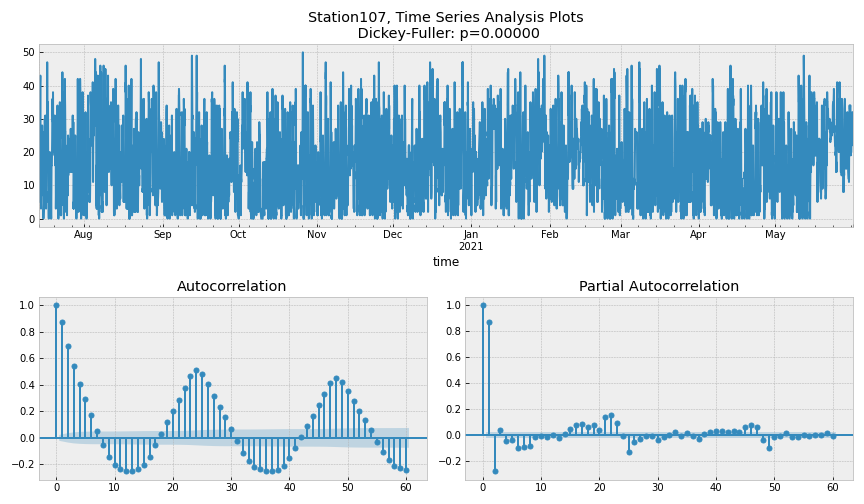 Station107, Time Series Analysis Plots
Dickey-Fuller: p=0.00000
50
40
30
20
10
0
Aug Sep Oct Nov Dec Jan Feb Mar Apr May
2021
time
Autocorrelation Partial Autocorrelation
1.0 1.0
0.8 0.8
0.6 0.6
0.4 0.4
0.2 0.2
0.0 0.0
−0.2 −0.2
0 10 20 30 40 50 60 0 10 20 30 40 50 60